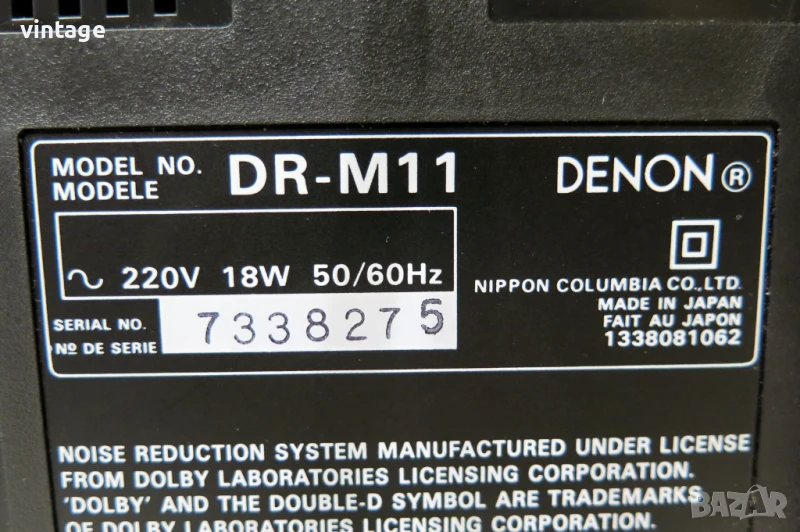 mint
vintage
MODEL NO.
MODELE
DR-M11
DENON®
~ 220V 18W 50/60Hz
SERIAL NO.
Nº DE SERIE
7338275
NIPPON COLUMBIA CO.,LTD.
MADE IN JAPAN
FAIT AU JAPON
1338081062
NOISE REDUCTION SYSTEM MANUFACTURED UNDER LICENSE
FROM DOLBY LABORATORIES LICENSING CORPORATION.
'DOLBY' AND THE DOUBLE-D SYMBOL ARE TRADEMARKS
OF DOLBY LABORATORIES LICENSING CORPORATION.
BAZAR